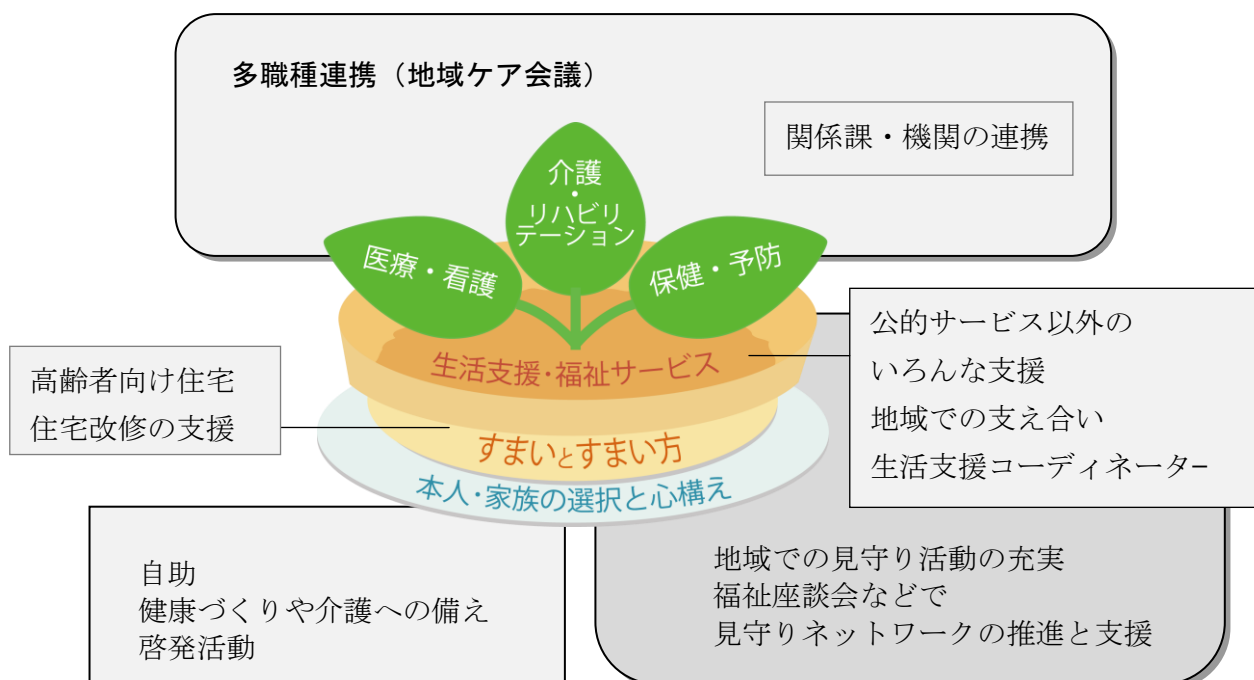 多職種連携（地域ケア会議）
関係課・機関の連携
介護
・
リハビリ
テーション
医療・看護
保健・予防
生活支援・福祉サービス
すまいとすまい方
本人・家族の選択と心構え
高齢者向け住宅
住宅改修の支援
公的サービス以外の
いろんな支援
地域での支え合い
生活支援コーディネーター
自助
健康づくりや介護への備え
啓発活動
地域での見守り活動の充実
福祉座談会などで
見守りネットワークの推進と支援